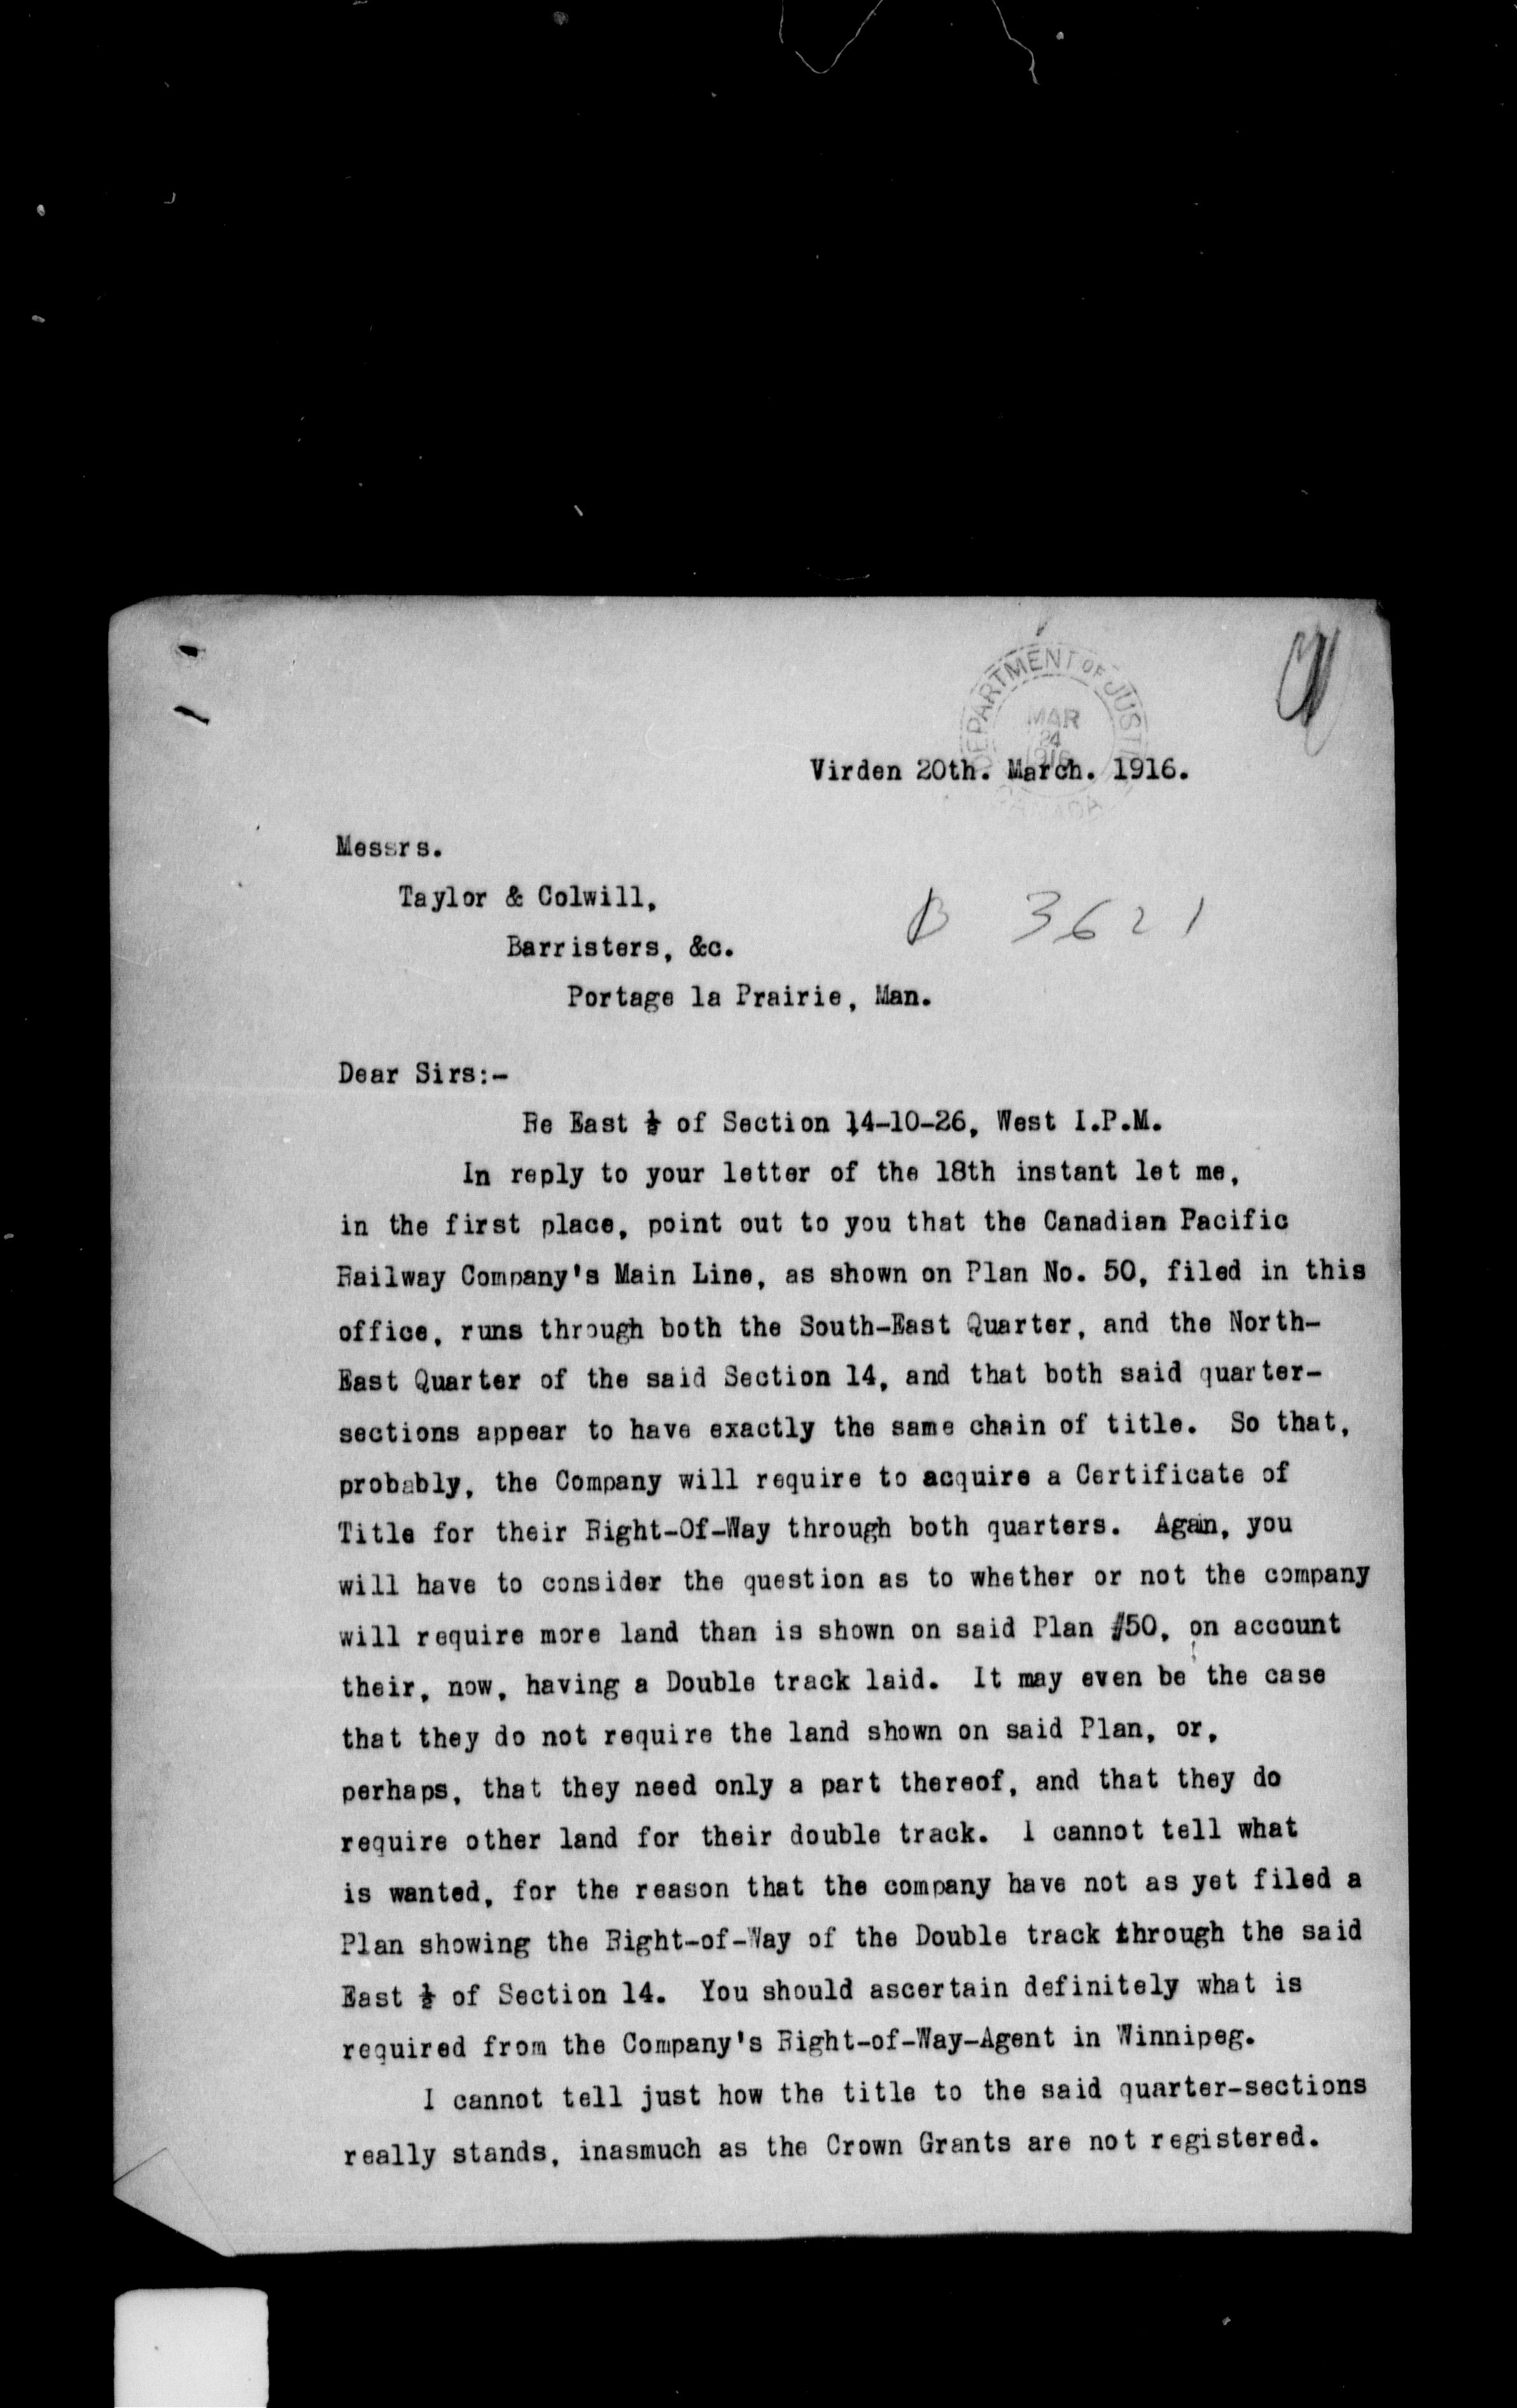 DEPARTMENT OF JUSTI
MAR
24
1916
CANADA
Virden 20th. March. 1916.
Messrs.
Taylor & Colwill,
Barristers, &c.
B 3621
Portage la Prairie, Man.
Dear Sirs:-
Re East ½ of Section 14-10-26, West I.P.M.
In reply to your letter of the 18th instant let me,
in the first place, point out to you that the Canadian Pacific
Railway Company's Main Line, as shown on Plan No. 50, filed in this
office, runs through both the South-East Quarter, and the North-
East Quarter of the said Section 14, and that both said quarter-
sections appear to have exactly the same chain of title. So that,
probably, the Company will require to acquire a Certificate of
Title for their Right-Of-Way through both quarters. Again, you
will have to consider the question as to whether or not the company
will require more land than is shown on said Plan #50, on account
their, now, having a Double track laid. It may even be the case
that they do not require the land shown on said Plan, or,
perhaps, that they need only a part thereof, and that they do
require other land for their double track. I cannot tell what
is wanted, for the reason that the company have not as yet filed a
Plan showing the Right-of-Way of the Double track through the said
East ½ of Section 14. You should ascertain definitely what is
required from the Company's Right-of-Way-Agent in Winnipeg.
I cannot tell just how the title to the said quarter-sections
really stands, inasmuch as the Crown Grants are not registered.